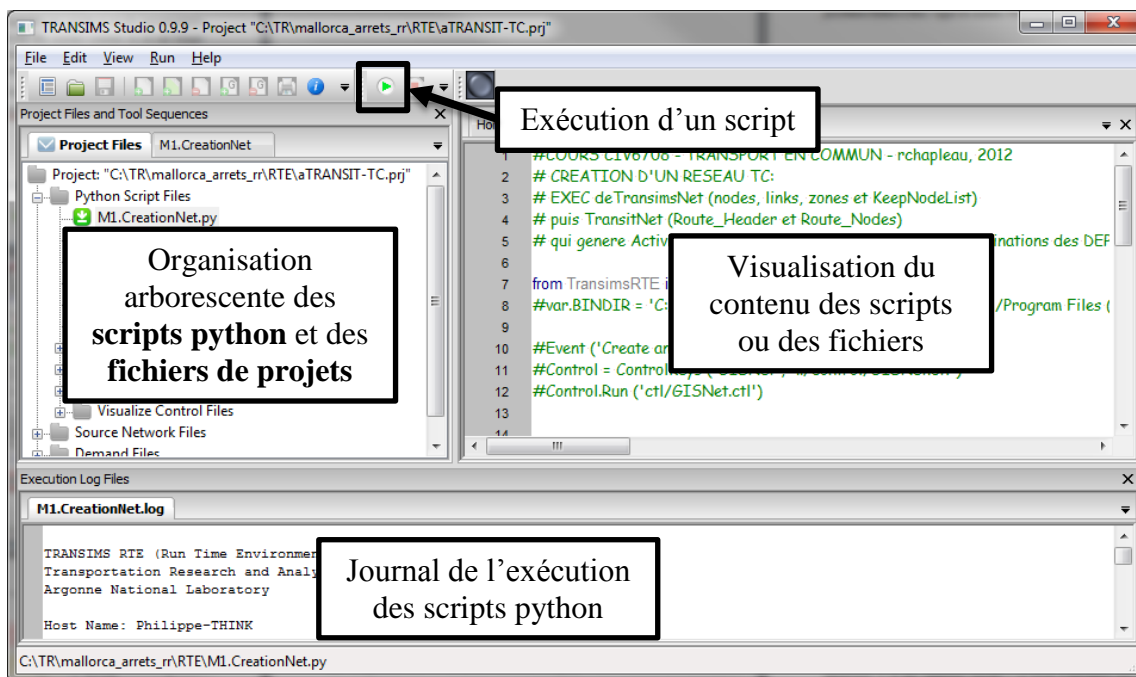 TRANSIMS Studio 0.9.9 - Project "C:\TR\mallorca_arrets_rr\RTE\aTRANSIT-TC.prj"
File Edit View Run Help
Exécution d'un script
Project Files and Tool Sequences
Project Files M1.CreationNet
Project: "C:\TR\mallorca_arrets_rr\RTE\aTRANSIT-TC.prj"
Python Script Files
M1.CreationNet.py
Organisation
arborescente des
scripts python et des
fichiers de projets
Visualize Control Files
Source Network Files
Demand Files
1 #COURS CIV6708 - TRANSPORT EN COMMUN - rchapleau, 2012
2 # CREATION D'UN RESEAU TC:
3 # EXEC deTransimsNet (nodes, links, zones et KeepNodeList)
4 # puis TransitNet (Route_Header et Route_Nodes)
5 # qui genere inations des
6
7 from TransimsRTE
8 #var.BINDIR = /Program Files (
9
10 #Event ('Create
11 #Control =
12 #Control.Run ('ctl/GISNet.ctl')
13
14
Visualisation du
contenu des scripts
ou des fichiers
Execution Log Files
M1.CreationNet.log
TRANSIMS RTE (Run Time
Transportation Research and
Argonne National Laboratory
Host Name: Philippe-THINK
Journal de l'exécution
des scripts python
C:\TR\mallorca_arrets_rr\RTE\M1.CreationNet.py